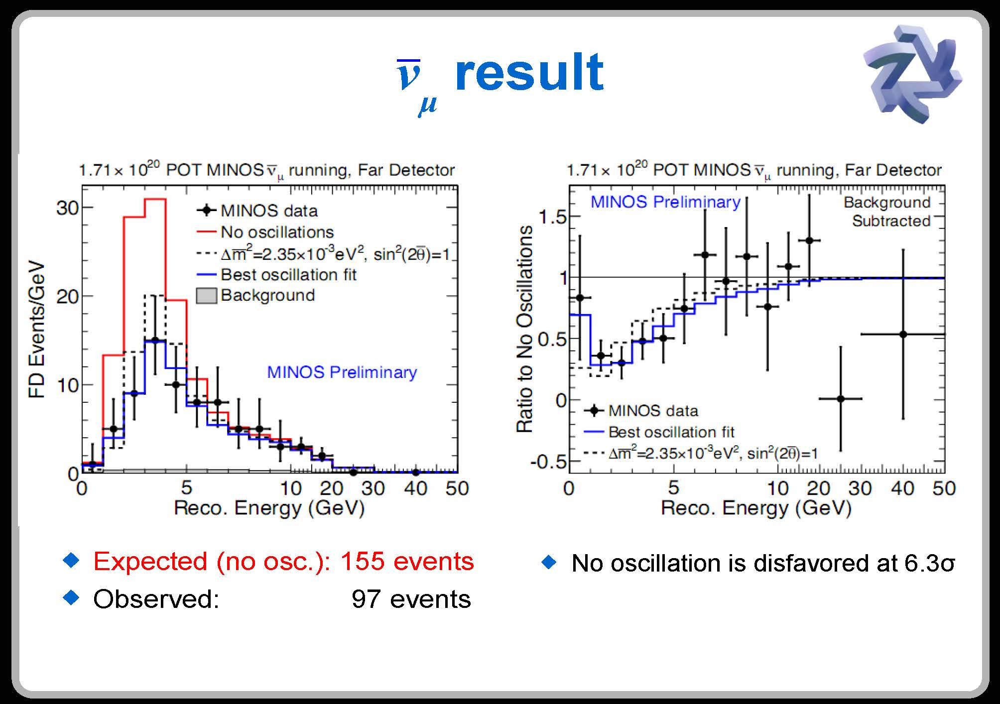 ν̅μ result
1.71× 10²⁰ POT MINOS ν̅μ running, Far Detector
FD Events/GeV
30
20
10
0
MINOS data
No oscillations
Δm̅²=2.35×10⁻³eV², sin²(2θ̅)=1
Best oscillation fit
Background
MINOS Preliminary
0 5 10 20 30 40 50
Reco. Energy (GeV)
1.71× 10²⁰ POT MINOS ν̅μ running, Far Detector
Ratio to No Oscillations
1.5
1
0.5
0
-0.5
MINOS Preliminary
Background
Subtracted
MINOS data
Best oscillation fit
Δm̅²=2.35×10⁻³eV², sin²(2θ̅)=1
0 5 10 20 30 40 50
Reco. Energy (GeV)
Expected (no osc.): 155 events
Observed: 97 events
No oscillation is disfavored at 6.3σ